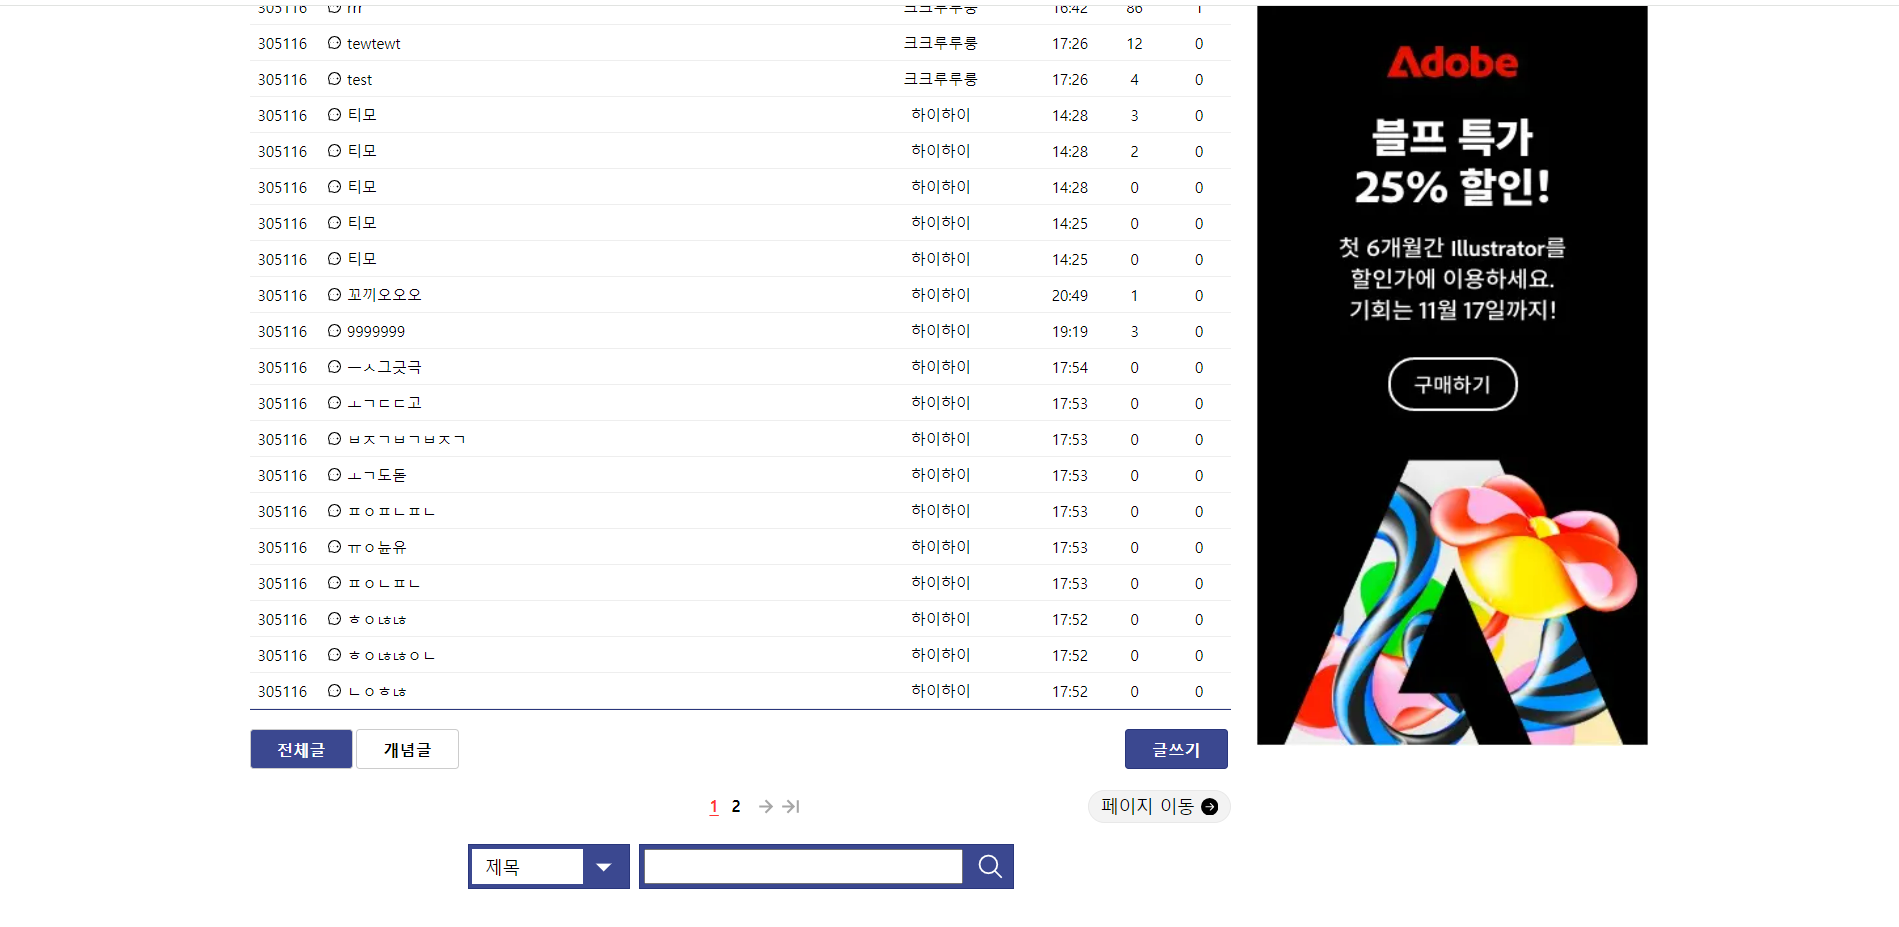 305116 rrr 크크루루룽 16:42 86 1
305116 tewtewt 크크루루룽 17:26 12 0
305116 test 크크루루룽 17:26 4 0
305116 티모 하이하이 14:28 3 0
305116 티모 하이하이 14:28 2 0
305116 티모 하이하이 14:28 0 0
305116 티모 하이하이 14:25 0 0
305116 티모 하이하이 14:25 0 0
305116 꼬끼오오오 하이하이 20:49 1 0
305116 9999999 하이하이 19:19 3 0
305116 ㅡㅅ그긋극 하이하이 17:54 0 0
305116 ㅗㄱㄷㄷ고 하이하이 17:53 0 0
305116 ㅂㅈㄱㅂㄱㅂㅈㄱ 하이하이 17:53 0 0
305116 ㅗㄱ도돋 하이하이 17:53 0 0
305116 ㅍㅇㅍㄴㅍㄴ 하이하이 17:53 0 0
305116 ㅠㅇ뉸유 하이하이 17:53 0 0
305116 ㅍㅇㄴㅍㄴ 하이하이 17:53 0 0
305116 ㅎㅇㄶㄶ 하이하이 17:52 0 0
305116 ㅎㅇㄶㄶㅇㄴ 하이하이 17:52 0 0
305116 ㄴㅇㅎㄶ 하이하이 17:52 0 0
전체글 개념글 글쓰기
1 2 페이지 이동
제목
Adobe
블프 특가
25% 할인!
첫 6개월간 Illustrator를
할인가에 이용하세요.
기회는 11월 17일까지!
구매하기